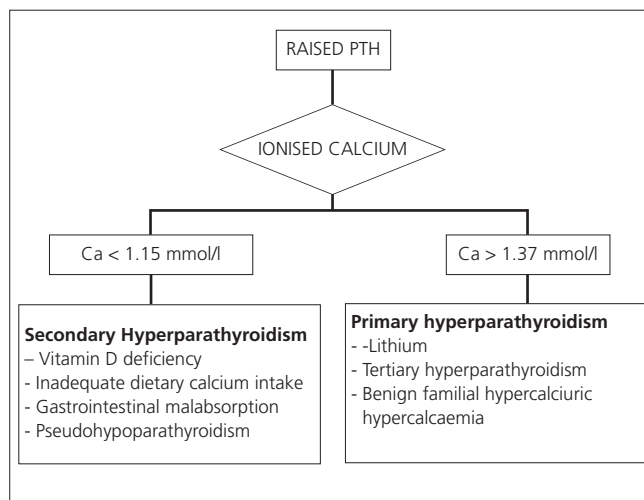 RAISED PTH
IONISED CALCIUM
Ca < 1.15 mmol/l
Ca > 1.37 mmol/l
Secondary Hyperparathyroidism
– Vitamin D deficiency
- Inadequate dietary calcium intake
- Gastrointestinal malabsorption
- Pseudohypoparathyroidism
Primary hyperparathyroidism
- -Lithium
- Tertiary hyperparathyroidism
- Benign familial hypercalciuric
hypercalcaemia